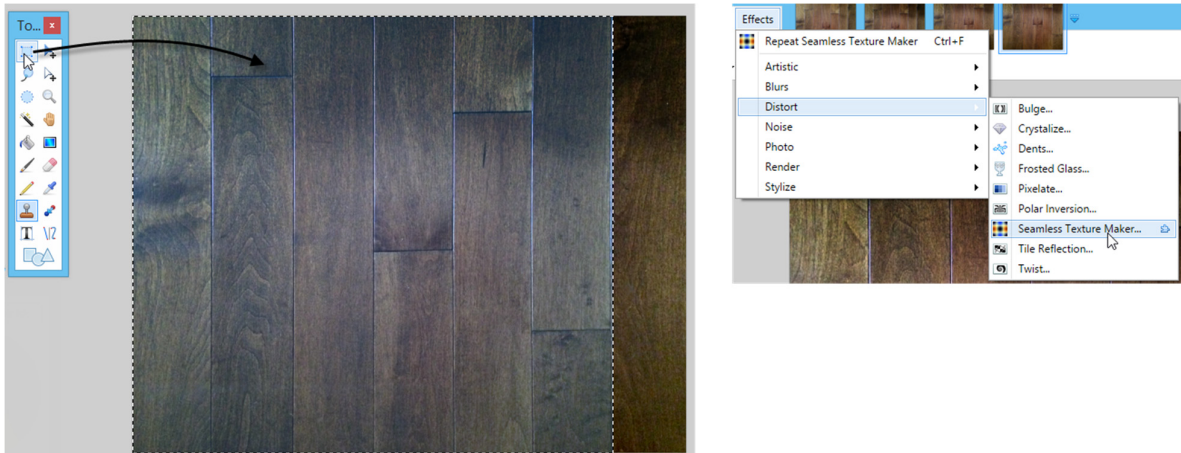 To... x
T
Effects
Repeat Seamless Texture Maker Ctrl+F
Artistic
Blurs
Distort
Noise
Photo
Render
Stylize
Bulge...
Crystalize...
Dents...
Frosted Glass...
Pixelate...
Polar Inversion...
Seamless Texture Maker...
Tile Reflection...
Twist...